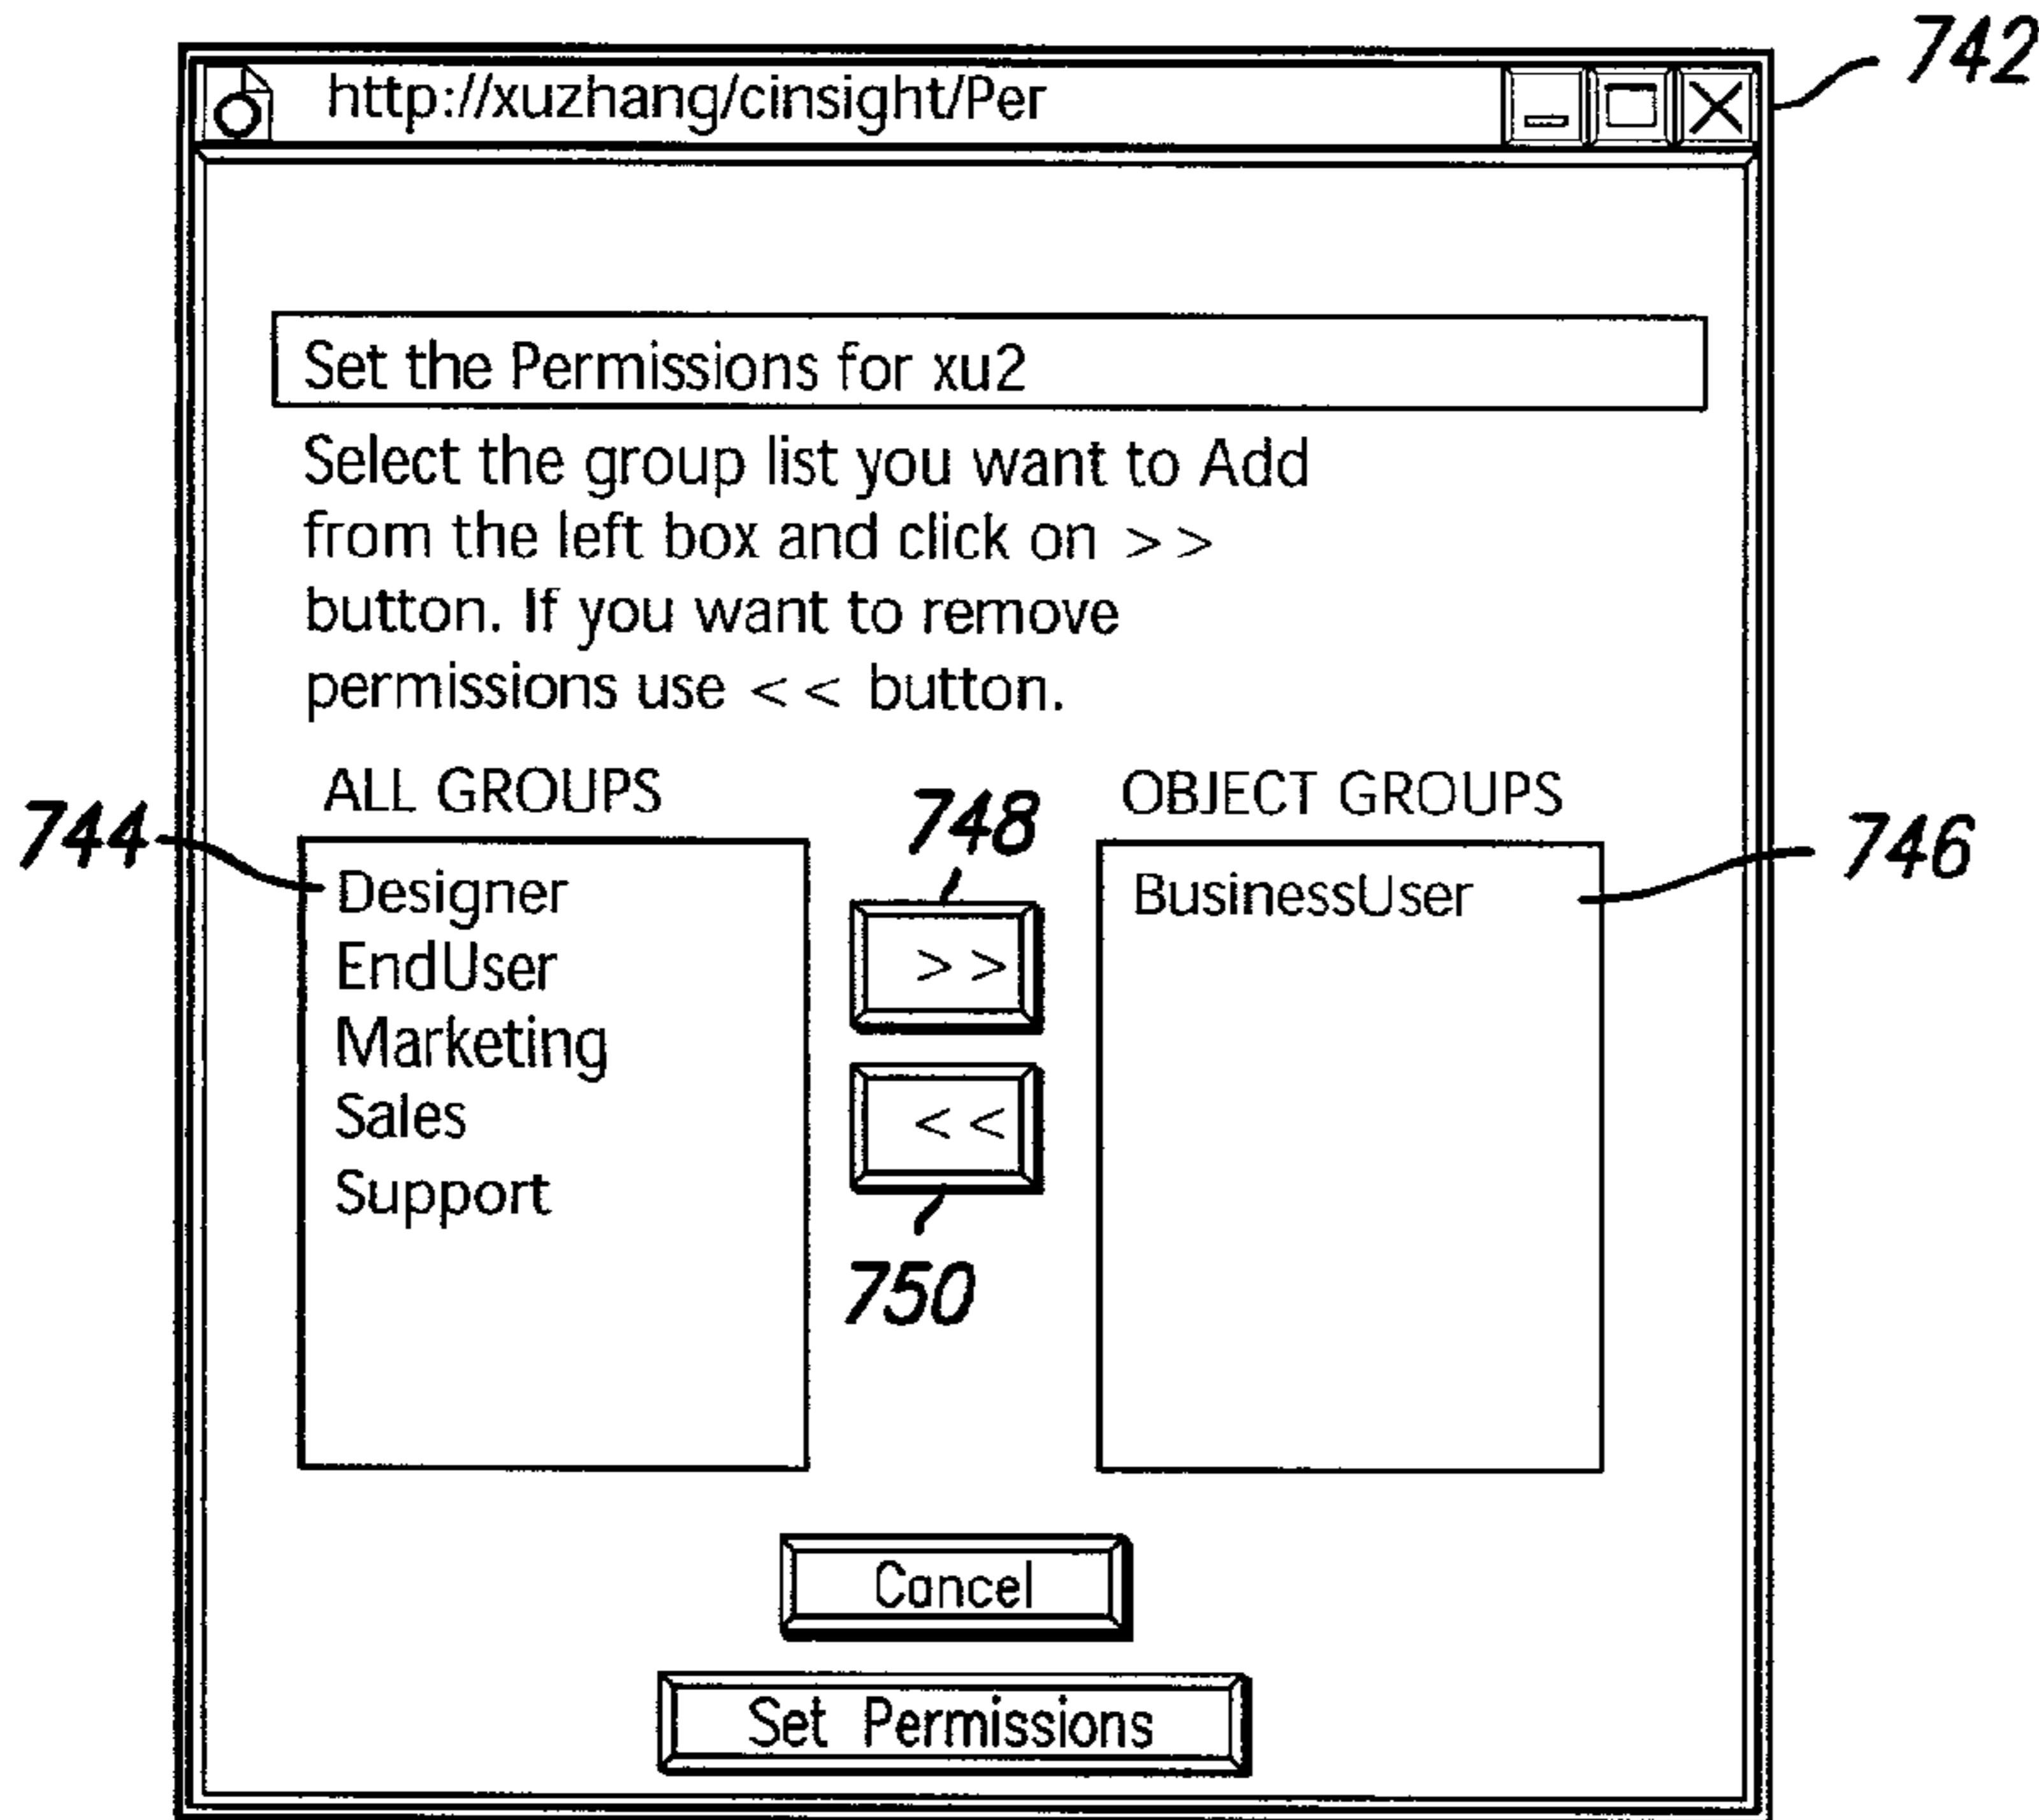 742
http://xuzhang/cinsight/Per
Set the Permissions for xu2
Select the group list you want to Add
from the left box and click on >>
button. If you want to remove
permissions use << button.
ALL GROUPS
OBJECT GROUPS
744
748
746
Designer
EndUser
Marketing
Sales
Support
>>
<<
BusinessUser
750
Cancel
Set Permissions